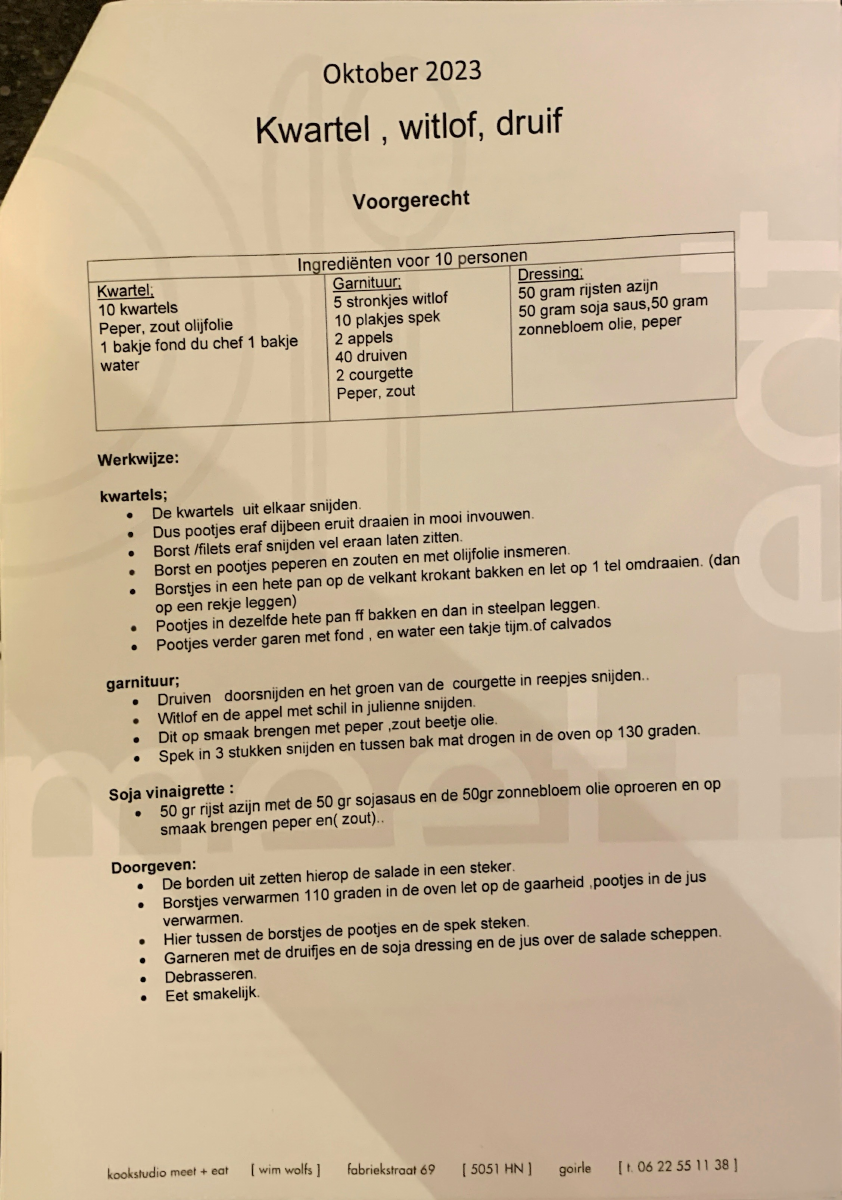 Oktober 2023
Kwartel , witlof, druif
Voorgerecht
Ingrediënten voor 10 personen
Kwartel;
10 kwartels
Peper, zout olijfolie
1 bakje fond du chef 1 bakje
water
Garnituur;
5 stronkjes witlof
10 plakjes spek
2 appels
40 druiven
2 courgette
Peper, zout
Dressing;
50 gram rijsten azijn
50 gram soja saus,50 gram
zonnebloem olie, peper
Werkwijze:
kwartels;
• De kwartels uit elkaar snijden.
• Dus pootjes eraf dijbeen eruit draaien in mooi invouwen.
• Borst /filets eraf snijden vel eraan laten zitten.
• Borst en pootjes peperen en zouten en met olijfolie insmeren.
• Borstjes in een hete pan op de velkant krokant bakken en let op 1 tel omdraaien. (dan
op een rekje leggen)
• Pootjes in dezelfde hete pan ff bakken en dan in steelpan leggen.
• Pootjes verder garen met fond , en water een takje tijm.of calvados
garnituur;
• Druiven doorsnijden en het groen van de courgette in reepjes snijden..
• Witlof en de appel met schil in julienne snijden.
• Dit op smaak brengen met peper ,zout beetje olie.
• Spek in 3 stukken snijden en tussen bak mat drogen in de oven op 130 graden.
Soja vinaigrette :
• 50 gr rijst azijn met de 50 gr sojasaus en de 50gr zonnebloem olie oproeren en op
smaak brengen peper en( zout)..
Doorgeven:
• De borden uit zetten hierop de salade in een steker.
• Borstjes verwarmen 110 graden in de oven let op de gaarheid ,pootjes in de jus
verwarmen.
• Hier tussen de borstjes de pootjes en de spek steken.
• Garneren met de druifjes en de soja dressing en de jus over de salade scheppen.
• Debrasseren.
• Eet smakelijk.
meet + eat
kookstudio meet + eat [ wim wolfs ] fabriekstraat 69 [ 5051 HN ] goirle [ t. 06 22 55 11 38 ]